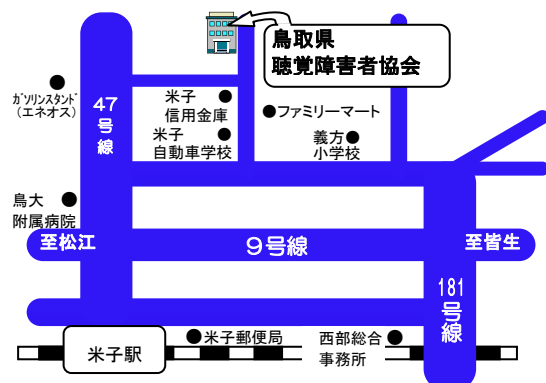 鳥取県
聴覚障害者協会
ガソリンスタンド
（エネオス）
47
号
線
米子
信用金庫
ファミリーマート
米子
自動車学校
義方
小学校
鳥大
附属病院
至松江
9号線
至皆生
181
号
線
米子駅
米子郵便局
西部総合
事務所